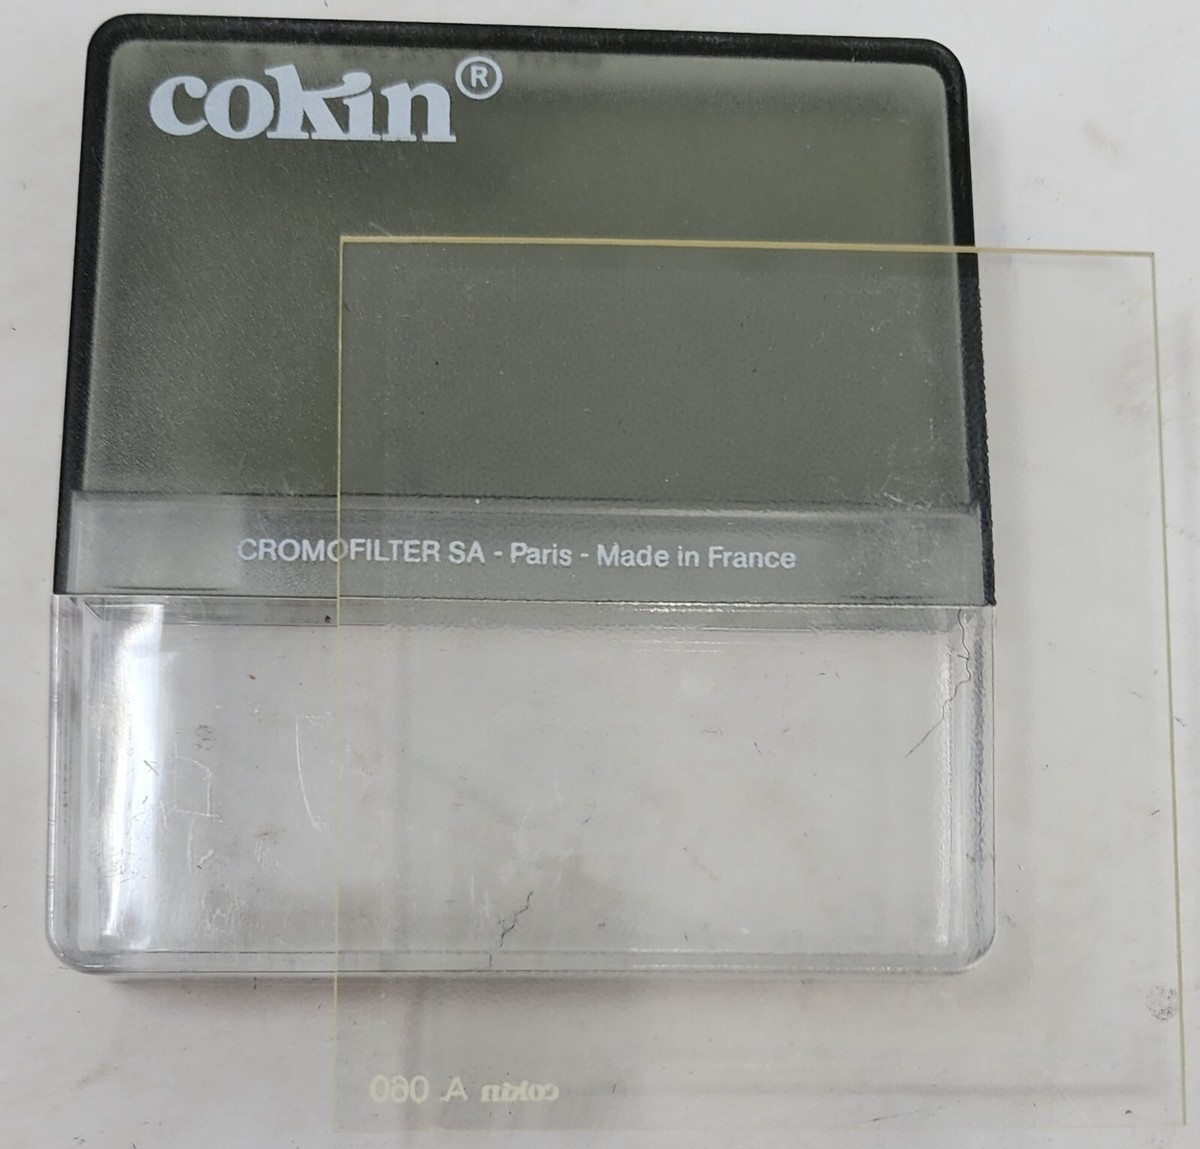 cokin®
CROMOFILTER SA - Paris - Made in France
cokin A. 060